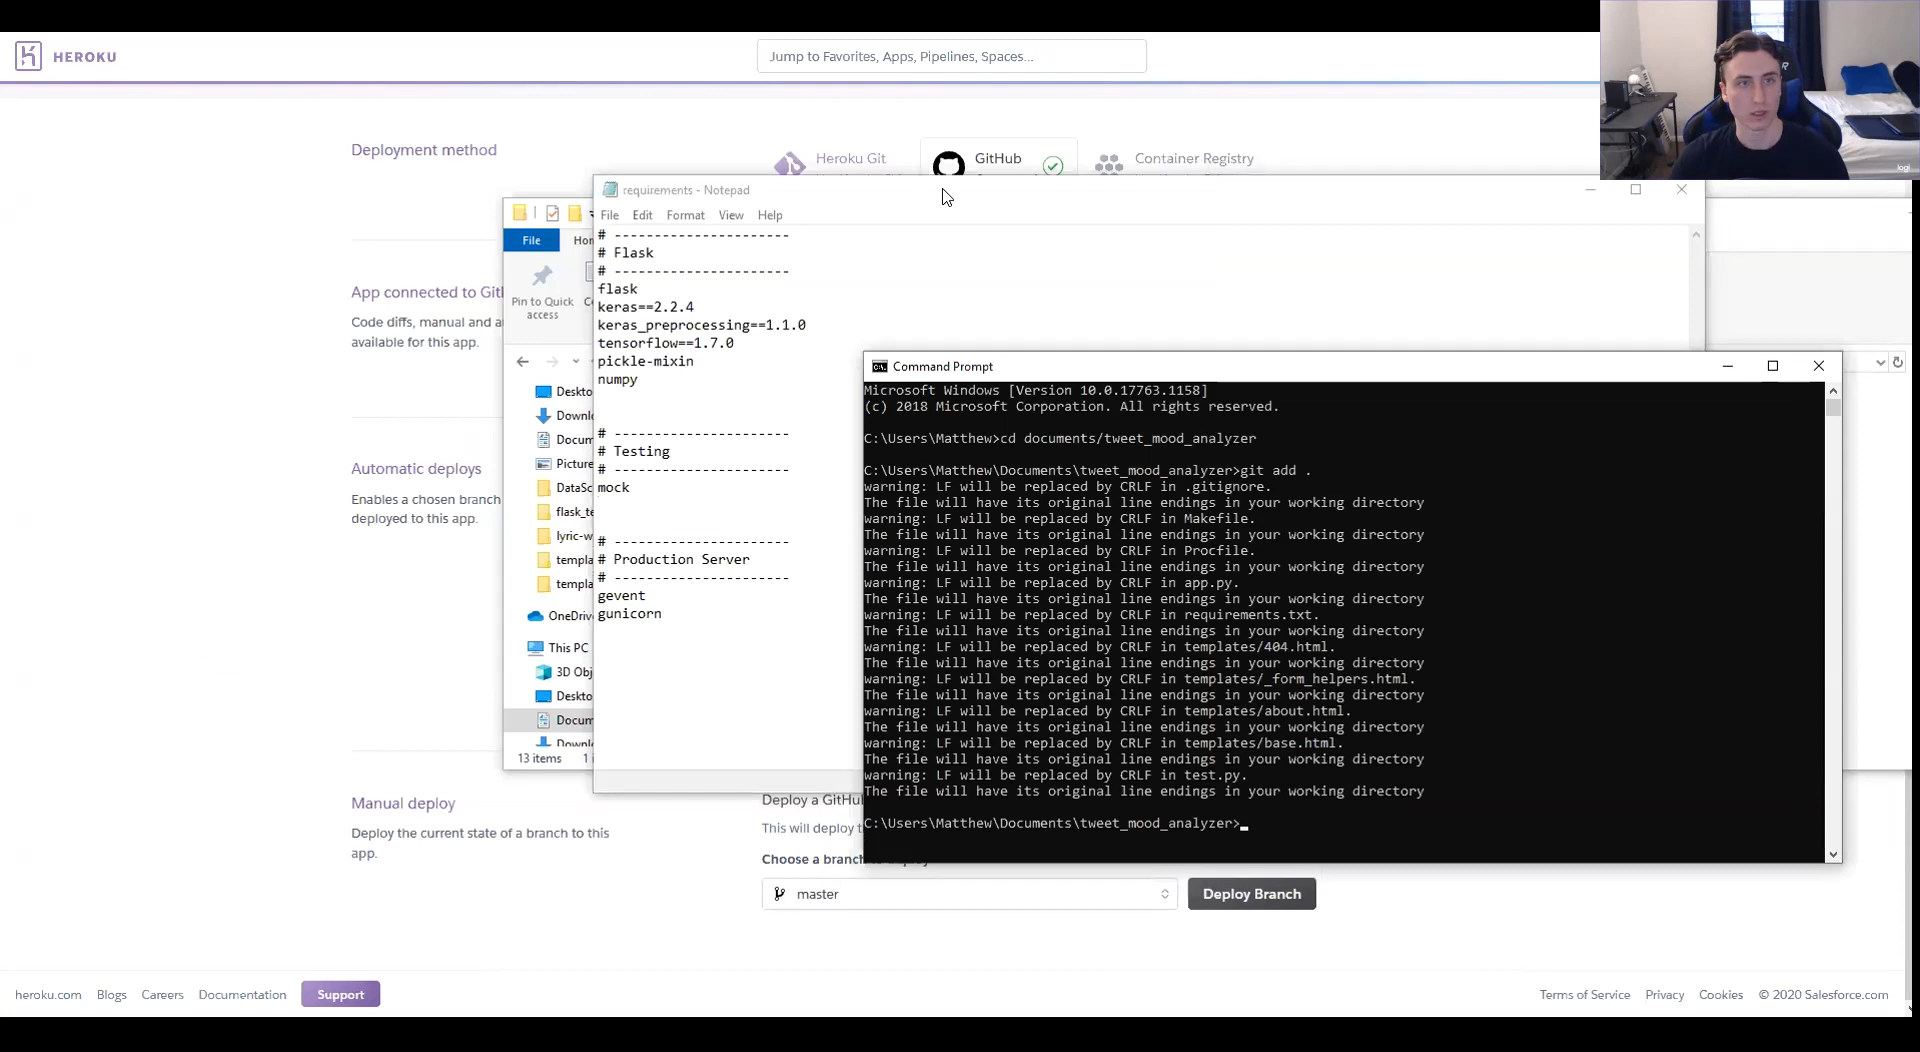 HEROKU
Jump to Favorites, Apps, Pipelines, Spaces...
Deployment method
Heroku Git
GitHub
Container Registry
App connected to
Code diffs, manual and
available for this app.
Automatic deploys
Enables a chosen branch
deployed to this app.
Manual deploy
Deploy the current state of a branch to this
app.
File
Pin to Quick
access
This PC
13 items
requirements - Notepad
File Edit Format View Help
# ----------------------
# Flask
# ----------------------
flask
keras==2.2.4
keras_preprocessing==1.1.0
tensorflow==1.7.0
pickle-mixin
numpy
# ----------------------
# Testing
# ----------------------
mock
# ----------------------
# Production Server
# ----------------------
gevent
gunicorn
Command Prompt
Microsoft Windows [Version 10.0.17763.1158]
(c) 2018 Microsoft Corporation. All rights reserved.
C:\Users\Matthew>cd documents/tweet_mood_analyzer
C:\Users\Matthew\Documents\tweet_mood_analyzer>git add .
warning: LF will be replaced by CRLF in .gitignore.
The file will have its original line endings in your working directory
warning: LF will be replaced by CRLF in Makefile.
The file will have its original line endings in your working directory
warning: LF will be replaced by CRLF in Procfile.
The file will have its original line endings in your working directory
warning: LF will be replaced by CRLF in app.py.
The file will have its original line endings in your working directory
warning: LF will be replaced by CRLF in requirements.txt.
The file will have its original line endings in your working directory
warning: LF will be replaced by CRLF in templates/404.html.
The file will have its original line endings in your working directory
warning: LF will be replaced by CRLF in templates/_form_helpers.html.
The file will have its original line endings in your working directory
warning: LF will be replaced by CRLF in templates/about.html.
The file will have its original line endings in your working directory
warning: LF will be replaced by CRLF in templates/base.html.
The file will have its original line endings in your working directory
warning: LF will be replaced by CRLF in test.py.
The file will have its original line endings in your working directory
C:\Users\Matthew\Documents\tweet_mood_analyzer>
Deploy a GitHub
This will deploy
Choose a branch
master
Deploy Branch
heroku.com Blogs Careers Documentation Support
Terms of Service Privacy Cookies © 2020 Salesforce.com
logi